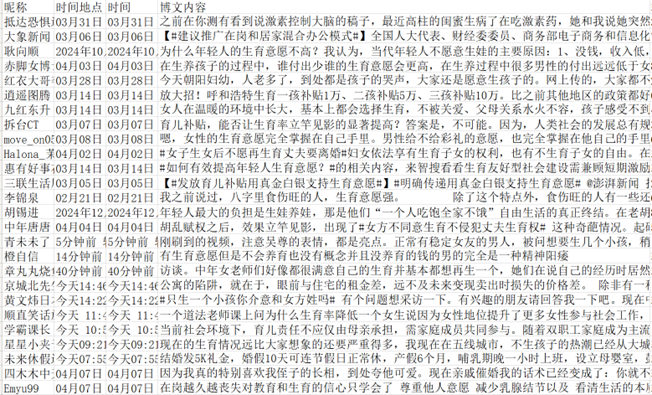 昵称 时间地点 时间 博文内容
之前抵恐惧 03月31日 03月31日 之前在你测有看到说激素控制大脑的稿子，最近高柱的闺蜜生病了在吃激素药，她和我说她突然
大象新闻 03月06日 03月06日 【#建议推广在岗和居家混合办公模式#】全国人大代表、财经委委员、商务部电子商务和信息化
耿向顺 2024年10. 2024年10. 为什么年轻人的生育意愿不高？我认为，当代年轻人不愿意生娃的主要原因：1、没钱，收入低，
赤脚女博 03月28日 03月28日 在生养孩子的过程中，谁付出少谁的生育意愿会更高，在生养过程中很多男性的付出远远低于女
红衣大哥 03月28日 03月28日 今天朝阳妇幼，人老多了，到处都是孩子的哭声，大家还是愿意生孩子的。网上传的，大家都不
逍遥图腾 03月14日 03月14日 放大招！呼和浩特生育一孩补贴1万、二孩补贴5万、三孩补贴10万。比之前其他地区的政策都好
九红东升 03月14日 03月14日 女人在温暖的环境中长大，基本上都会选择生育，不被关爱、父母关系水火不容，孩子感受不到
拆台CT 03月07日 03月07日 育儿补贴，能否让生育率立竿见影的显著提高？答案是，不可能。因为，人类社会的发展总有规
move_on05 03月07日 03月07日 嗯，女性的生育意愿完全掌握在自己手里。男性给不给彩礼的意愿，也完全掌握在他自己的手里
Halona_某 04月02日 04月02日 #女子生女后不愿再生丈夫要离婚#妇女依法享有生育子女的权利，也有不生育子女的自由。在
惠有好事 03月14日 03月14日 #如何有效提高年轻人生育意愿？#的相关内容，来智搜看看生育友好型社会建设需兼顾短期激励
三联生活 03月05日 03月05日 【#发放育儿补贴用真金白银支持生育意愿#】#明确传递用真金白银支持生育意愿# @澎湃新闻
李锦泉 02月21日 02月21日 我之前说过，八字里食伤旺的人，生育意愿强。 除了这个特点外，食伤旺的人有一些还
胡锡进 2024年12. 2024年12. 年轻人最大的负担是生娃养娃，那是他们“一个人吃饱全家不饿”自由生活的真正终结。在老胡
中年唐唐 04月07日 04月07日 胡乱赋权之后，效果立竿见影，出现了#女方不同意生育不侵犯丈夫生育权# 这种奇葩情况。起
青未未了 5分钟前 5分钟前 刚刷到的视频，注意吴尊的表情，都是亮点。正常有稳定女友的男人，被问想要生几个小孩，稍
橙自信 14分钟前 14分钟前 有生育意愿但是不会养育也没有概念并且没养育的钱的男的完全是一种精神阳痿
章丸丸烧 40分钟前 40分钟前 访谈。中年女老师们好像都很满意自己的生育并基本都想再生一个，她们在说自己的经历时居然
京城北先 今天14:46 今天14:46 公寓的陷阱，就在于，眼前与住宅的租金差，远不及未来变现卖出时损失的价格差。 除非有一
黄文炜日 今天14:22 今天14:22 #只生一个小孩你介意和女方姓吗# 有个问题想采访一下。有兴趣的朋友请回答我一下吧。现在
顺真笑话 今天 11:4 今天 11:4 一个道法老师课上问为什么生育率降低一个女生说因为女性地位提升了更多女性参与社会工作，
学霸课长 今天 10:5 今天 10:5 当前社会环境下，育儿责任不应仅由母亲承担，需家庭成员共同参与。随着双职工家庭成为主流
星星小夹 今天09:21 今天09:21 现在的生育情况远比大家想象的还要严重得多，我现在在五线城市，不生孩子的热潮已经从大城
未来休假 今天07:55 今天07:55 结婚发5K礼金，婚假10天可连节假日正常休，产假6个月，哺乳期晚一小时上班，设立母婴室，
四木木中 04月07日 04月07日 因为我真的特别喜欢我侄子的长相，到处夸他可爱。现在亲戚催婚我的话术已经变成了：你就不
Emyu99 04月07日 04月07日 在岗越久越丧失对教育和生育的信心只学会了 尊重他人意愿 减少乳腺结节以及 看清生活的本